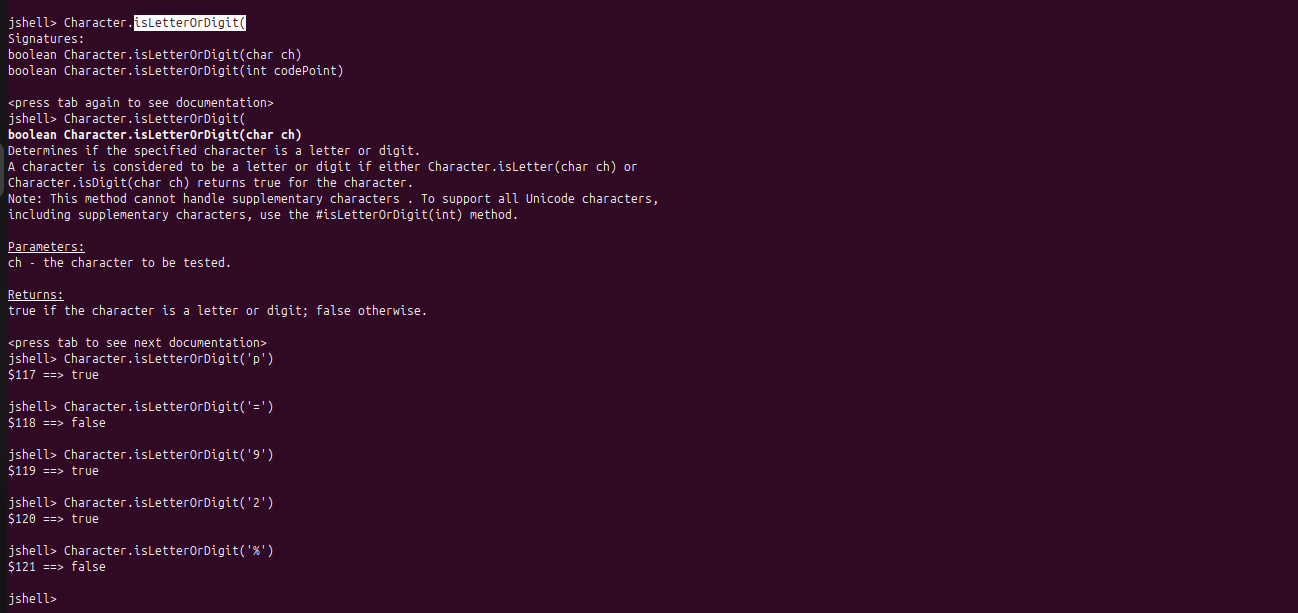 jshell> Character.isLetterOrDigit(
Signatures:
boolean Character.isLetterOrDigit(char ch)
boolean Character.isLetterOrDigit(int codePoint)
<press tab again to see documentation>
jshell> Character.isLetterOrDigit(
boolean Character.isLetterOrDigit(char ch)
Determines if the specified character is a letter or digit.
A character is considered to be a letter or digit if either Character.isLetter(char ch) or
Character.isDigit(char ch) returns true for the character.
Note: This method cannot handle supplementary characters . To support all Unicode characters,
including supplementary characters, use the #isLetterOrDigit(int) method.
Parameters:
ch - the character to be tested.
Returns:
true if the character is a letter or digit; false otherwise.
<press tab to see next documentation>
jshell> Character.isLetterOrDigit('p')
$117 ==> true
jshell> Character.isLetterOrDigit('=')
$118 ==> false
jshell> Character.isLetterOrDigit('9')
$119 ==> true
jshell> Character.isLetterOrDigit('2')
$120 ==> true
jshell> Character.isLetterOrDigit('%')
$121 ==> false
jshell>